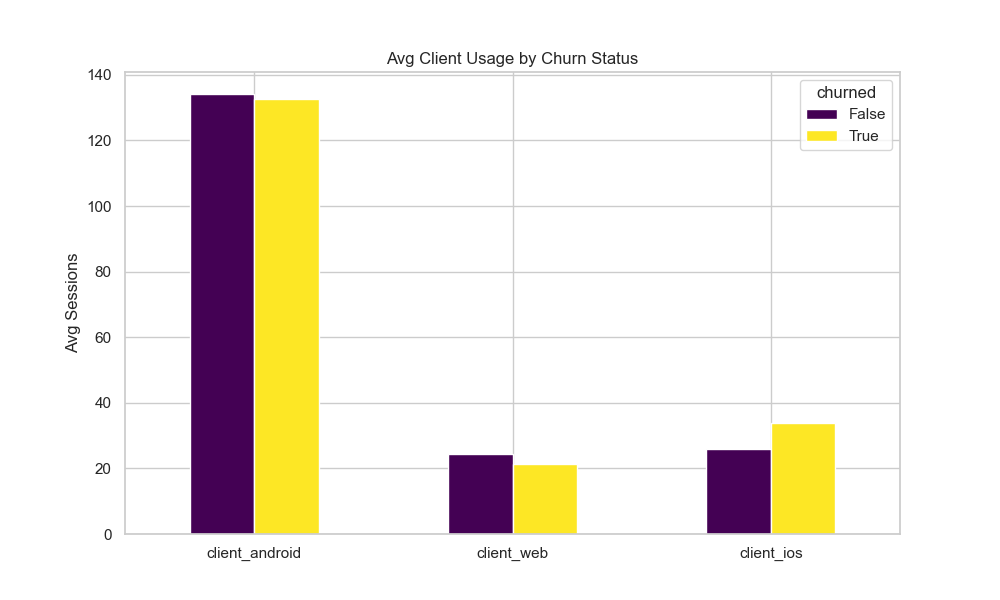 Avg Client Usage by Churn Status
churned
False
True
Avg Sessions
140
120
100
80
60
40
20
0
client_android
client_web
client_ios